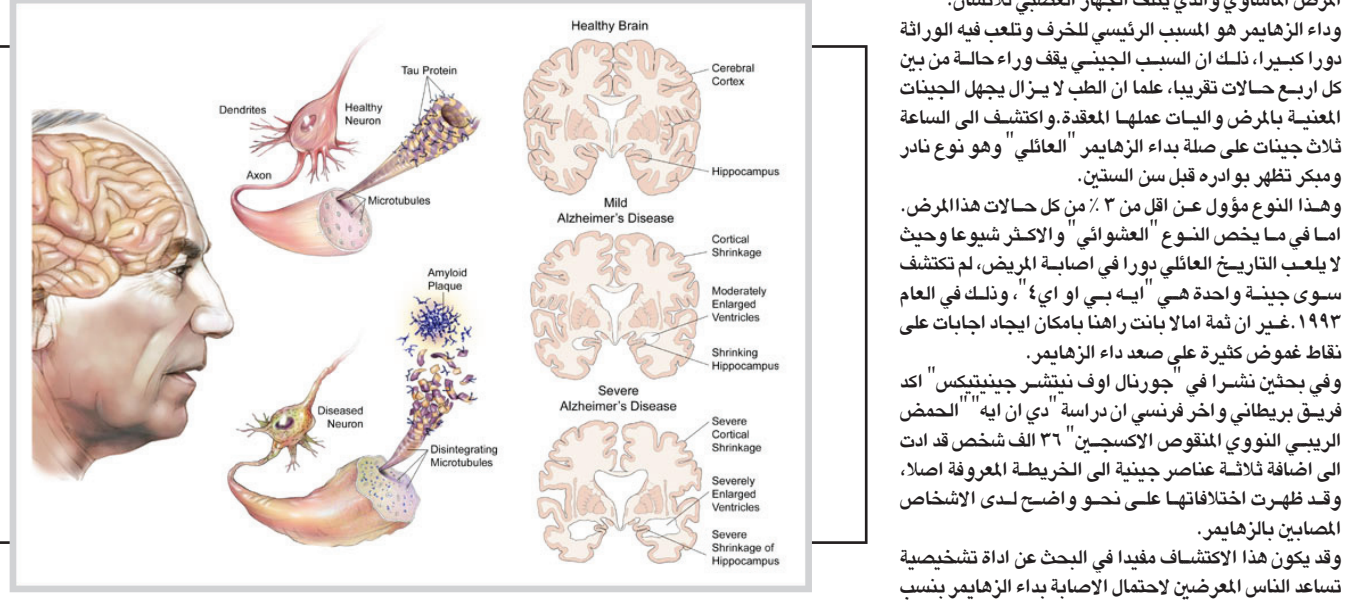 المرض المأساوي والذي يتلف الجهاز العصبي للانسان.
وداء الزهايمر هو المسبب الرئيسي للخرف وتلعب فيه الوراثة
دورا كبيرا، ذلك ان السبب الجيني يقف وراء حالة من بين
كل اربع حالات تقريبا، علما ان الطب لا يزال يجهل الجينات
المعنية بالمرض واليات عملها المعقدة.واكتشف الى الساعة
ثلاث جينات على صلة بداء الزهايمر "العائلي" وهو نوع نادر
ومبكر تظهر بوادره قبل سن الستين.
وهذا النوع مؤول عن اقل من ٣ ٪ من كل حالات هذاالمرض.
اما في ما يخص النوع "العشوائي" والاكثر شيوعا وحيث
لا يلعب التاريخ العائلي دورا في اصابة المريض، لم تكتشف
سوى جينة واحدة هي "ايه بي او اي٤"، وذلك في العام
١٩٩٣.غير ان ثمة امالا بانت راهنا بامكان ايجاد اجابات على
نقاط غموض كثيرة على صعد داء الزهايمر.
وفي بحثين نشرا في "جورنال اوف نيتشر جينيتيكس" اكد
فريق بريطاني واخر فرنسي ان دراسة "دي ان ايه" "الحمض
الريبي النووي المنقوص الاكسجين" ٣٦ الف شخص قد ادت
الى اضافة ثلاثة عناصر جينية الى الخريطة المعروفة اصلا،
وقد ظهرت اختلافاتها على نحو واضح لدى الاشخاص
المصابين بالزهايمر.
وقد يكون هذا الاكتشاف مفيدا في البحث عن اداة تشخيصية
تساعد الناس المعرضين لاحتمال الاصابة بداء الزهايمر بنسب
Tau Protein
Dendrites
Healthy
Neuron
Axon
Microtubules
Amyloid
Plaque
Diseased
Neuron
Disintegrating
Microtubules
Healthy Brain
Cerebral
Cortex
Hippocampus
Mild
Alzheimer's Disease
Cortical
Shrinkage
Moderately
Enlarged
Ventricles
Shrinking
Hippocampus
Severe
Alzheimer's Disease
Severe
Cortical
Shrinkage
Severely
Enlarged
Ventricles
Severe
Shrinkage of
Hippocampus